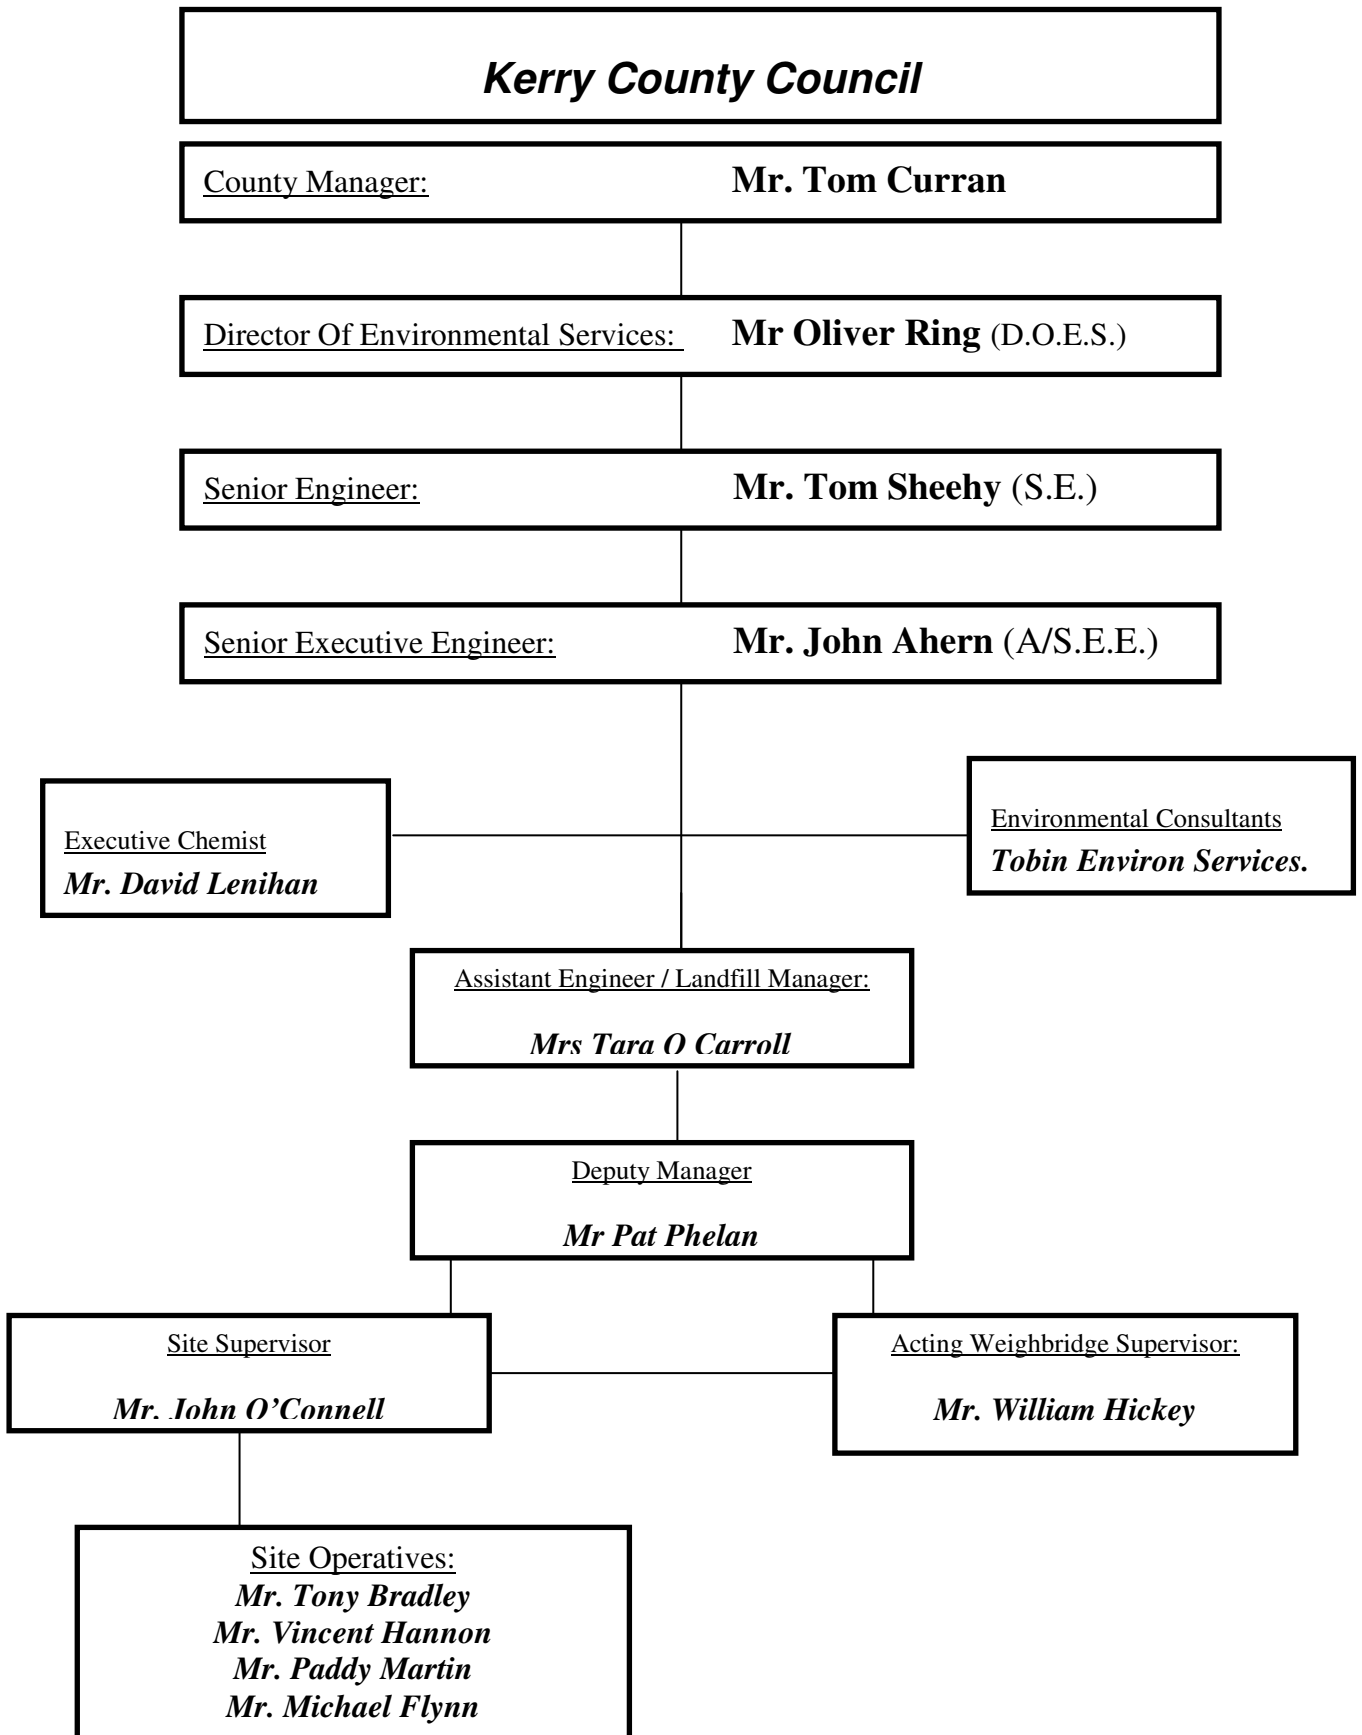 Kerry County Council
County Manager: Mr. Tom Curran
Director Of Environmental Services: Mr Oliver Ring (D.O.E.S.)
Senior Engineer: Mr. Tom Sheehy (S.E.)
Senior Executive Engineer: Mr. John Ahern (A/S.E.E.)
Executive Chemist
Mr. David Lenihan
Environmental Consultants
Tobin Environ Services.
Assistant Engineer / Landfill Manager:
Mrs Tara O Carroll
Deputy Manager
Mr Pat Phelan
Site Supervisor
Mr. John O’Connell
Acting Weighbridge Supervisor:
Mr. William Hickey
Site Operatives:
Mr. Tony Bradley
Mr. Vincent Hannon
Mr. Paddy Martin
Mr. Michael Flynn